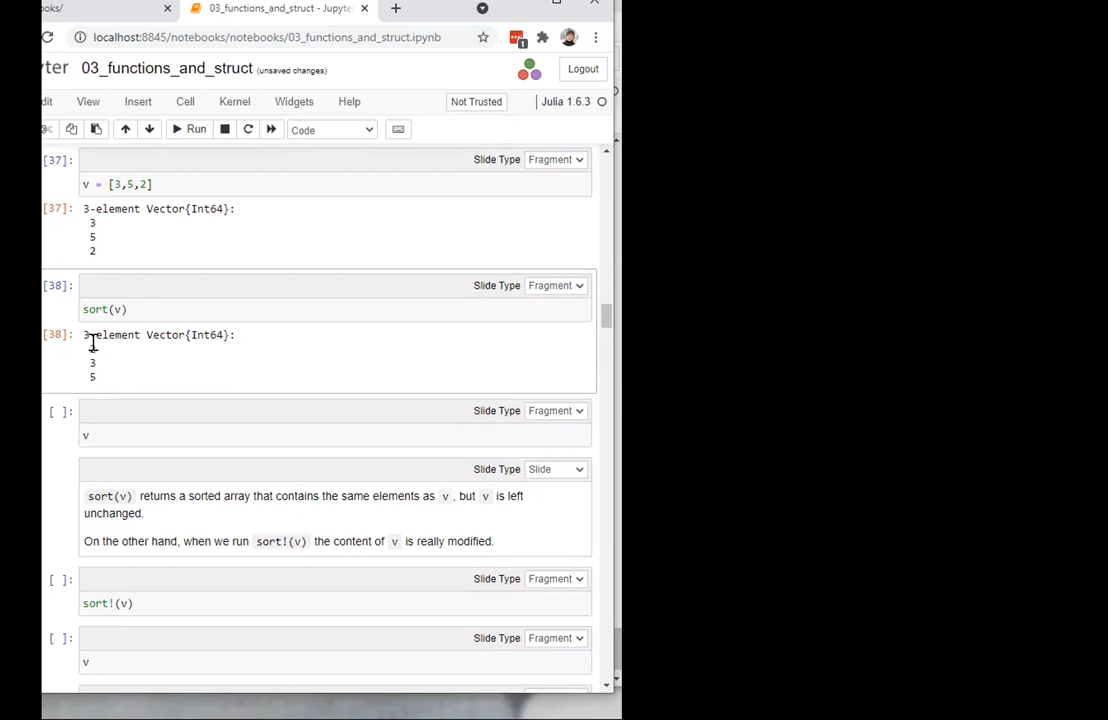 ooks/
03_functions_and_struct - Jupyte
localhost:8845/notebooks/notebooks/03_functions_and_struct.ipynb
1
yter 03_functions_and_struct (unsaved changes)
Logout
dit View Insert Cell Kernel Widgets Help
Not Trusted
Julia 1.6.3
Run
Code
[37]:
Slide Type Fragment
v = [3,5,2]
[37]: 3-element Vector{Int64}:
3
5
2
[38]:
Slide Type Fragment
sort(v)
[38]: 3-element Vector{Int64}:
2
3
5
[ ]:
Slide Type Fragment
v
Slide Type Slide
sort(v) returns a sorted array that contains the same elements as v , but v is left
unchanged.
On the other hand, when we run sort!(v) the content of v is really modified.
[ ]:
Slide Type Fragment
sort!(v)
[ ]:
Slide Type Fragment
v